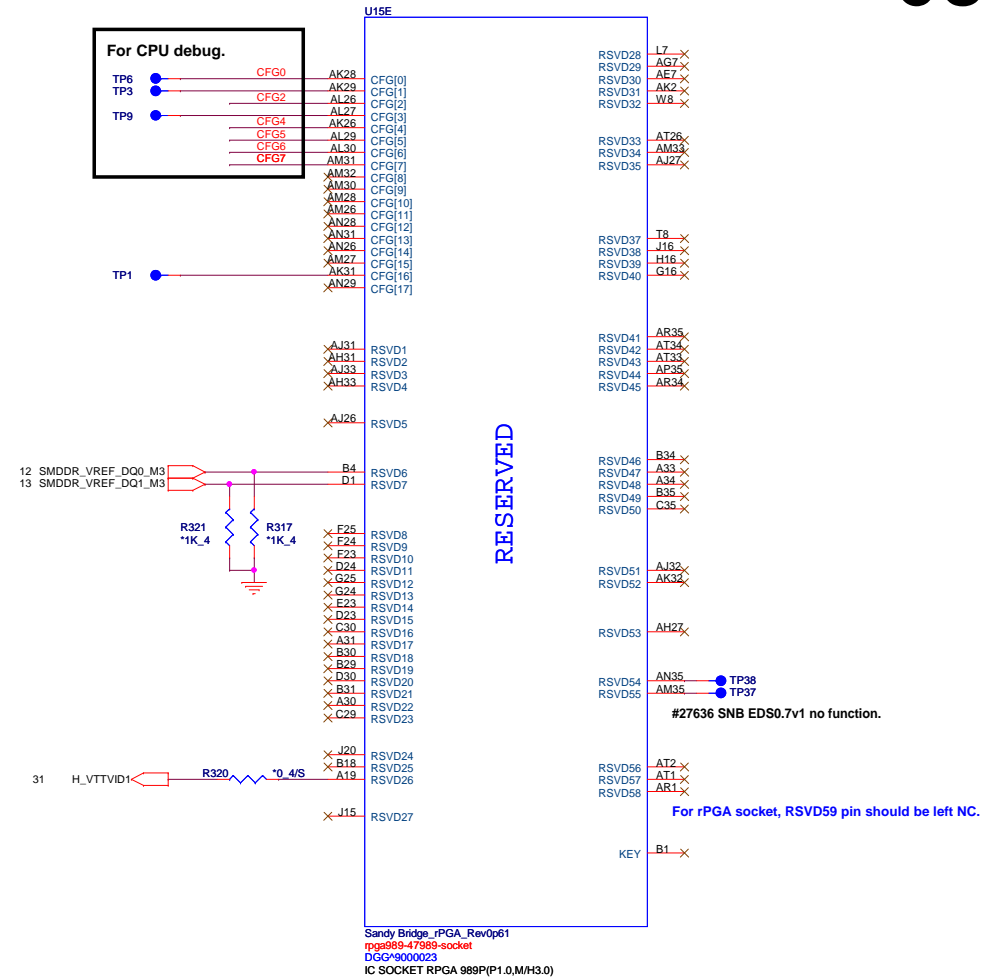 U15E
For CPU debug.
TP6 CFG0 AK28 CFG[0]
TP3 AK29 CFG[1]
CFG2 AL26 CFG[2]
TP9 AL27 CFG[3]
CFG4 AK26 CFG[4]
CFG5 AL29 CFG[5]
CFG6 AL30 CFG[6]
CFG7 AM31 CFG[7]
AM32 CFG[8]
AM30 CFG[9]
AM28 CFG[10]
AM26 CFG[11]
AN28 CFG[12]
AN31 CFG[13]
AN26 CFG[14]
AM27 CFG[15]
TP1 AK31 CFG[16]
AN29 CFG[17]
AJ31 RSVD1
AH31 RSVD2
AJ33 RSVD3
AH33 RSVD4
AJ26 RSVD5
12 SMDDR_VREF_DQ0_M3 B4 RSVD6
13 SMDDR_VREF_DQ1_M3 D1 RSVD7
R321 R317
*1K_4 *1K_4
F25 RSVD8
F24 RSVD9
F23 RSVD10
D24 RSVD11
G25 RSVD12
G24 RSVD13
E23 RSVD14
D23 RSVD15
C30 RSVD16
A31 RSVD17
B30 RSVD18
B29 RSVD19
D30 RSVD20
B31 RSVD21
A30 RSVD22
C29 RSVD23
J20 RSVD24
B18 RSVD25
31 H_VTTVID1 R320 *0_4/S A19 RSVD26
J15 RSVD27
RESERVED
RSVD28 L7
RSVD29 AG7
RSVD30 AE7
RSVD31 AK2
RSVD32 W8
RSVD33 AT26
RSVD34 AM33
RSVD35 AJ27
RSVD37 T8
RSVD38 J16
RSVD39 H16
RSVD40 G16
RSVD41 AR35
RSVD42 AT34
RSVD43 AT33
RSVD44 AP35
RSVD45 AR34
RSVD46 B34
RSVD47 A33
RSVD48 A34
RSVD49 B35
RSVD50 C35
RSVD51 AJ32
RSVD52 AK32
RSVD53 AH27
RSVD54 AN35 TP38
RSVD55 AM35 TP37
#27636 SNB EDS0.7v1 no function.
RSVD56 AT2
RSVD57 AT1
RSVD58 AR1
For rPGA socket, RSVD59 pin should be left NC.
KEY B1
Sandy Bridge_rPGA_Rev0p61
rpga989-47989-socket
DGG^9000023
IC SOCKET RPGA 989P(P1.0,M/H3.0)